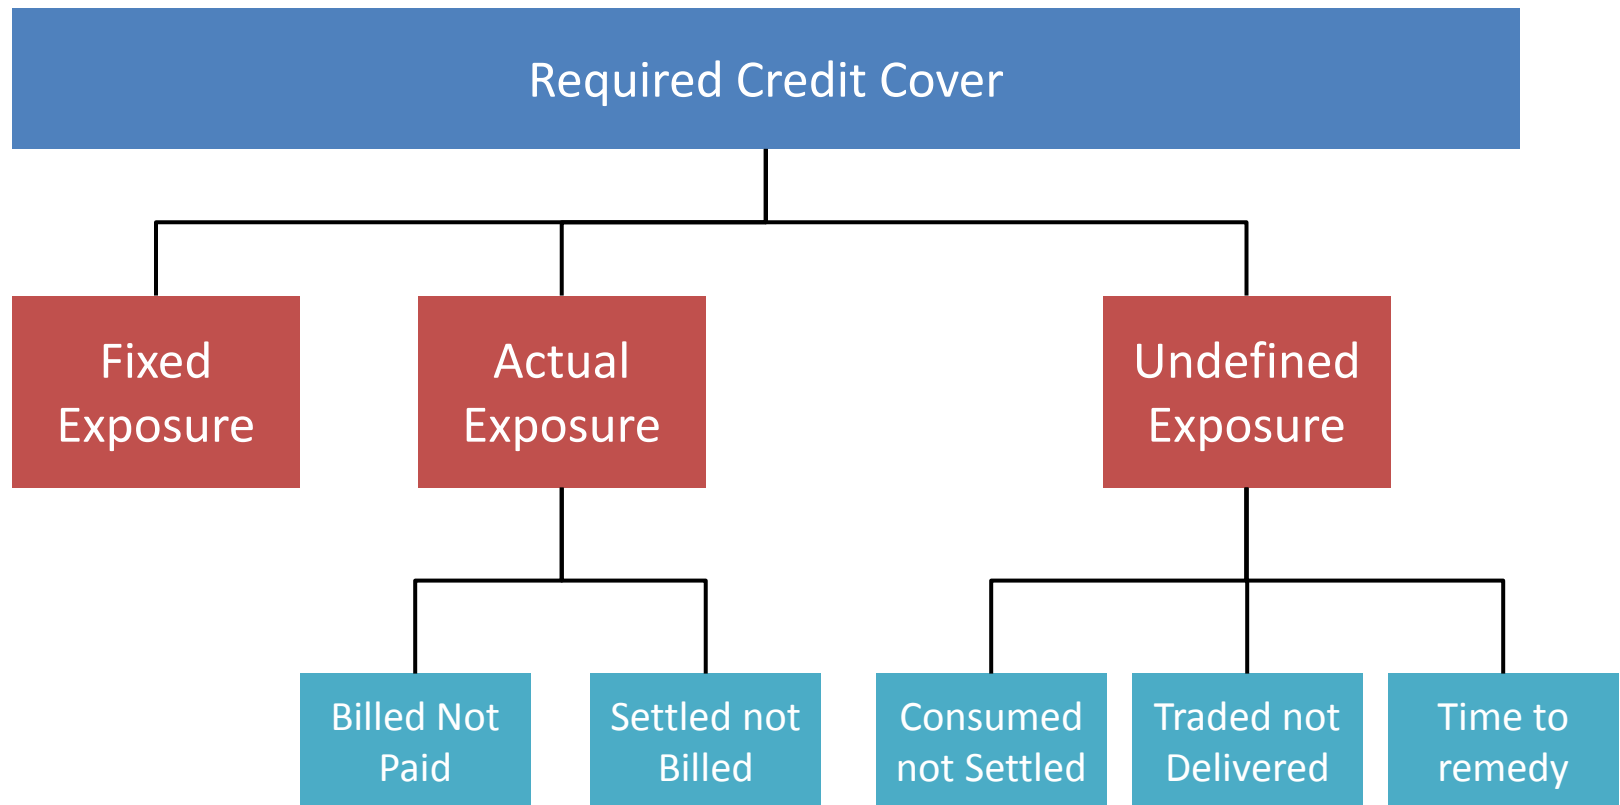 Required Credit Cover
Fixed
Exposure
Actual
Exposure
Undefined
Exposure
Billed Not
Paid
Settled not
Billed
Consumed
not Settled
Traded not
Delivered
Time to
remedy